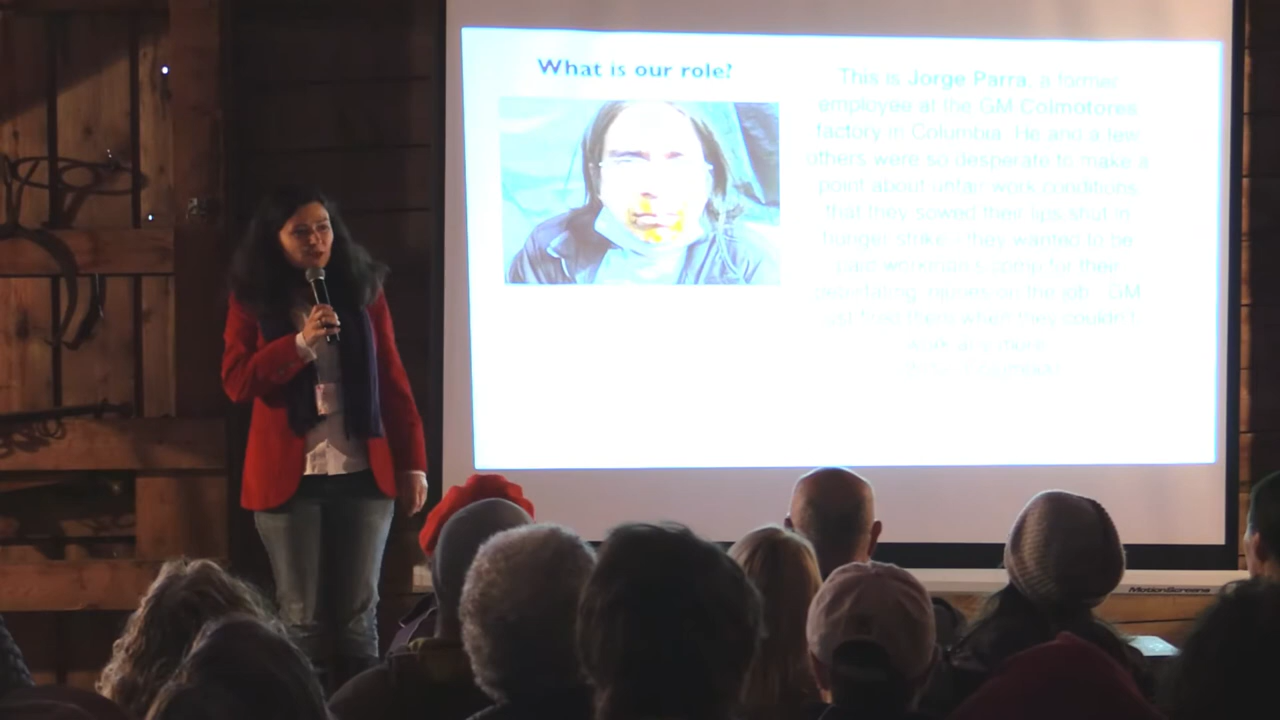 What is our role?
This is Jorge Parra, a former
employee at the GM Colmotores
factory in Columbia. He and a few
others were so desperate to make a
point about unfair work conditions
that they sowed their lips shut in
hunger strike. they wanted to be
paid workman's comp for their
injuries on the job. GM
just fired them when they couldn't
work any more.
MotionScreens